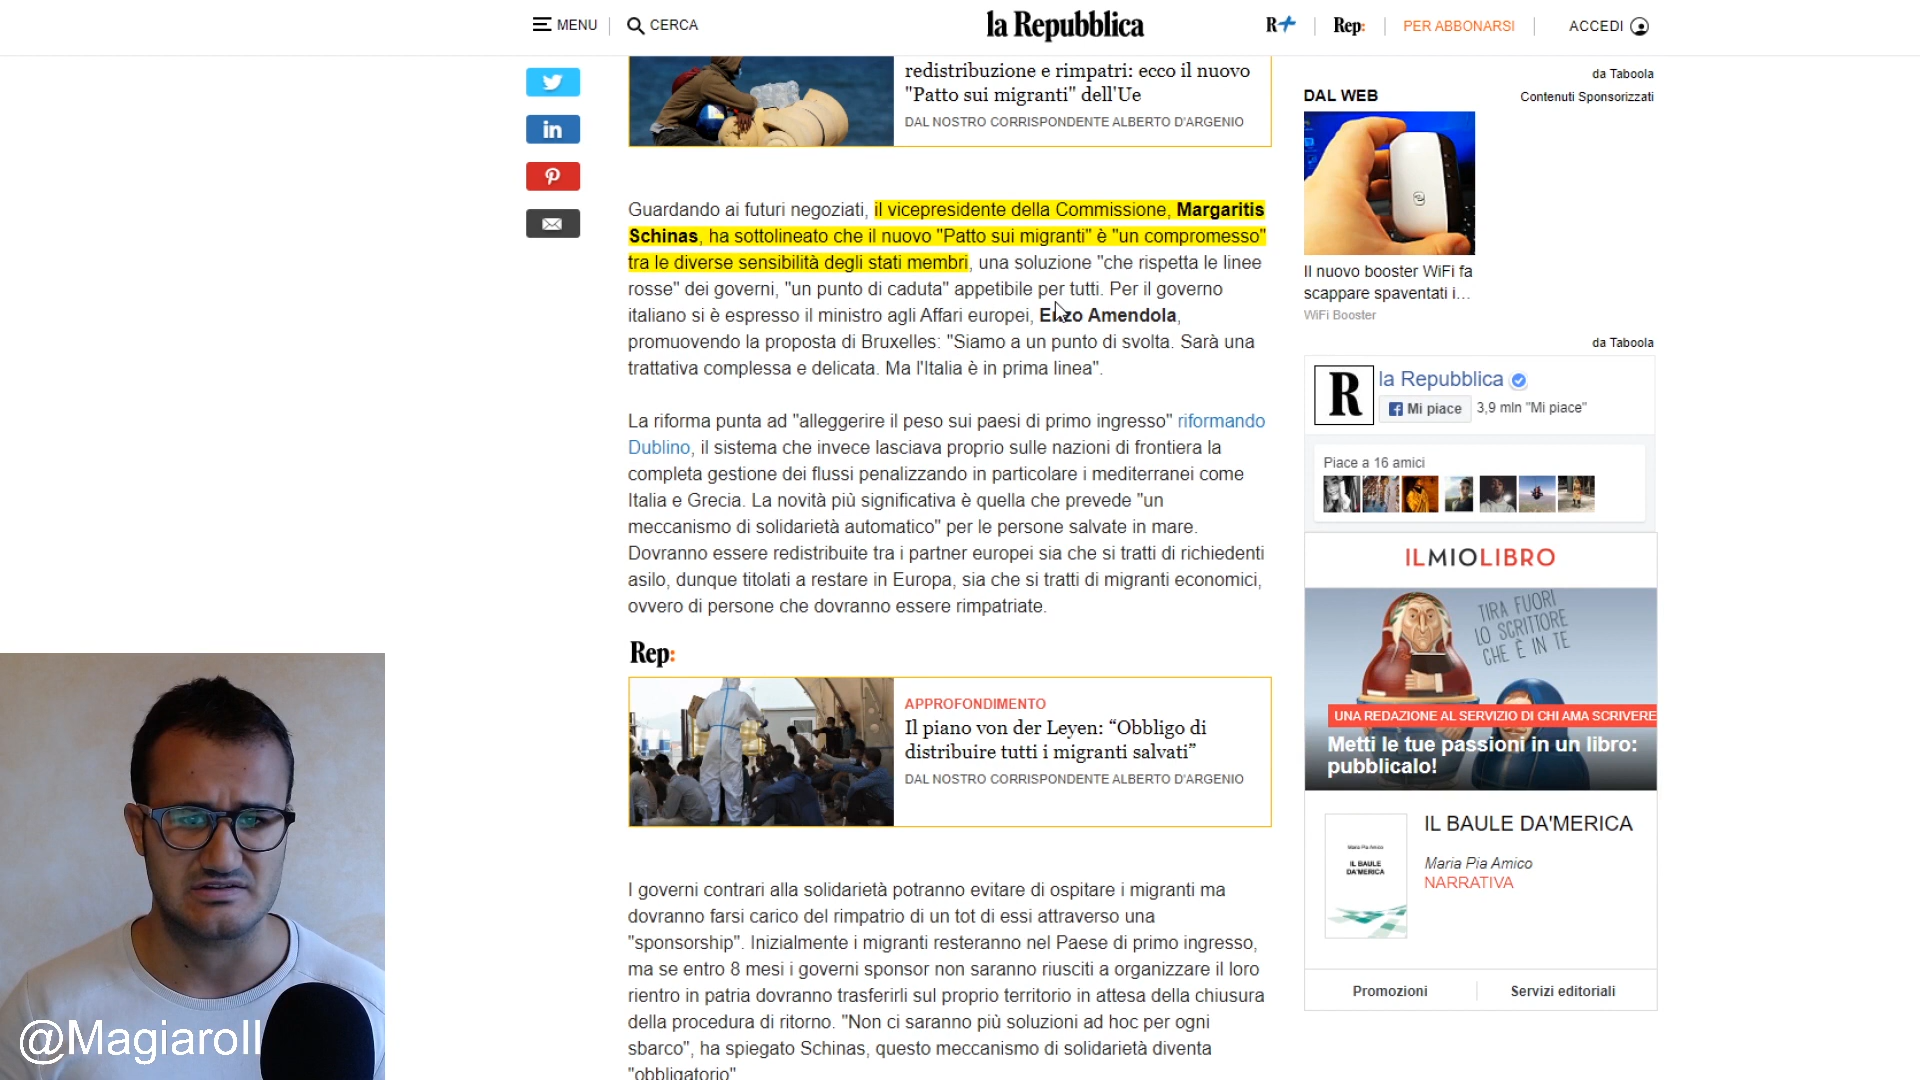 MENU
CERCA
la Repubblica
R+
Rep:
PER ABBONARSI
ACCEDI
redistribuzione e rimpatri: ecco il nuovo
"Patto sui migranti" dell'Ue
DAL NOSTRO CORRISPONDENTE ALBERTO D'ARGENIO
Guardando ai futuri negoziati, il vicepresidente della Commissione, Margaritis
Schinas, ha sottolineato che il nuovo "Patto sui migranti" è "un compromesso"
tra le diverse sensibilità degli stati membri, una soluzione "che rispetta le linee
rosse" dei governi, "un punto di caduta" appetibile per tutti. Per il governo
italiano si è espresso il ministro agli Affari europei, Enzo Amendola,
promuovendo la proposta di Bruxelles: "Siamo a un punto di svolta. Sarà una
trattativa complessa e delicata. Ma l'Italia è in prima linea".
La riforma punta ad "alleggerire il peso sui paesi di primo ingresso" riformando
Dublino, il sistema che invece lasciava proprio sulle nazioni di frontiera la
completa gestione dei flussi penalizzando in particolare i mediterranei come
Italia e Grecia. La novità più significativa è quella che prevede "un
meccanismo di solidarietà automatico" per le persone salvate in mare.
Dovranno essere redistribuite tra i partner europei sia che si tratti di richiedenti
asilo, dunque titolati a restare in Europa, sia che si tratti di migranti economici,
ovvero di persone che dovranno essere rimpatriate.
Rep:
APPROFONDIMENTO
Il piano von der Leyen: “Obbligo di
distribuire tutti i migranti salvati”
DAL NOSTRO CORRISPONDENTE ALBERTO D'ARGENIO
I governi contrari alla solidarietà potranno evitare di ospitare i migranti ma
dovranno farsi carico del rimpatrio di un tot di essi attraverso una
"sponsorship". Inizialmente i migranti resteranno nel Paese di primo ingresso,
ma se entro 8 mesi i governi sponsor non saranno riusciti a organizzare il loro
rientro in patria dovranno trasferirli sul proprio territorio in attesa della chiusura
della procedura di ritorno. "Non ci saranno più soluzioni ad hoc per ogni
sbarco", ha spiegato Schinas, questo meccanismo di solidarietà diventa
"obbligatorio"
da Taboola
DAL WEB
Contenuti Sponsorizzati
Il nuovo booster WiFi fa
scappare spaventati i…
WiFi Booster
da Taboola
R
la Repubblica
Mi piace
3,9 mln "Mi piace"
Piace a 16 amici
ILMIOLIBRO
TIRA FUORI
LO SCRITTORE
CHE È IN TE
UNA REDAZIONE AL SERVIZIO DI CHI AMA SCRIVERE
Metti le tue passioni in un libro:
pubblicalo!
Maria Pia Amico
IL BAULE
DA'MERICA
IL BAULE DA'MERICA
Maria Pia Amico
NARRATIVA
Promozioni
Servizi editoriali
@Magiaroll